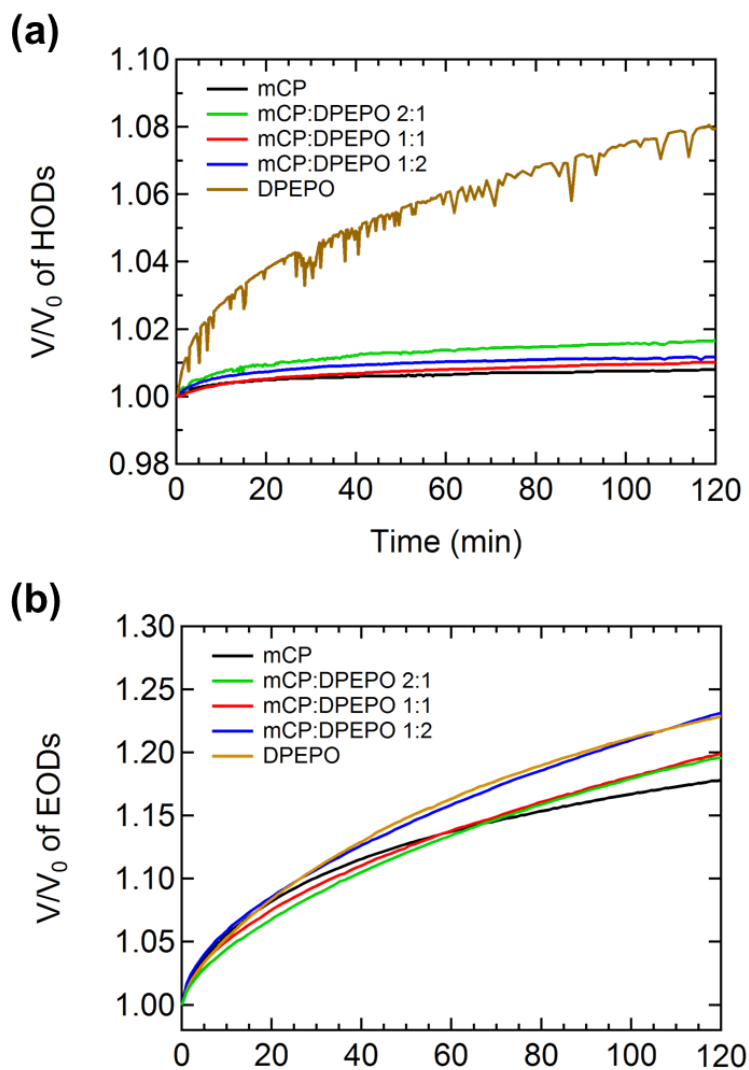 (a)
1.10
1.08
1.06
1.04
1.02
1.00
0.98
V/V₀ of HODs
mCP
mCP:DPEPO 2:1
mCP:DPEPO 1:1
mCP:DPEPO 1:2
DPEPO
0 20 40 60 80 100 120
Time (min)
(b)
1.30
1.25
1.20
1.15
1.10
1.05
1.00
V/V₀ of EODs
mCP
mCP:DPEPO 2:1
mCP:DPEPO 1:1
mCP:DPEPO 1:2
DPEPO
0 20 40 60 80 100 120